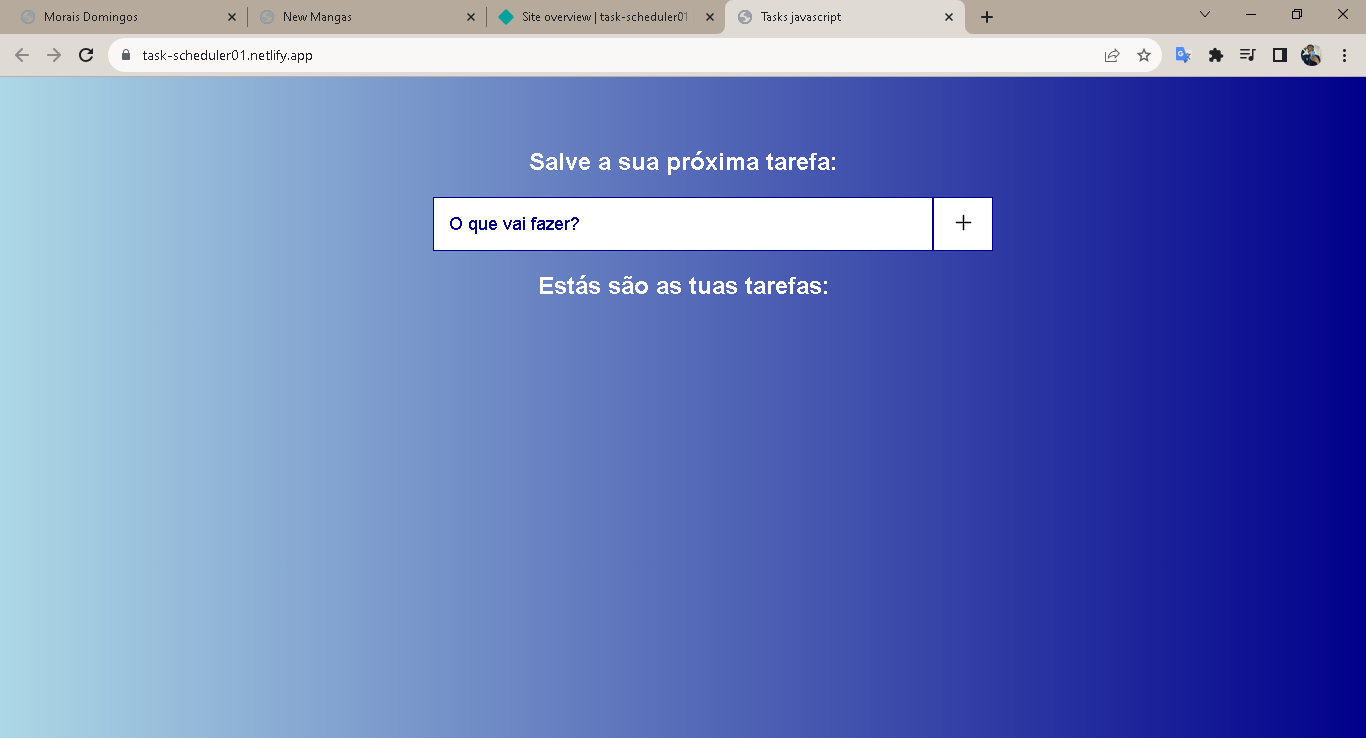 Morais Domingos
New Mangas
Site overview | task-scheduler01
Tasks javascript
task-scheduler01.netlify.app
Salve a sua próxima tarefa:
O que vai fazer?
Estás são as tuas tarefas: